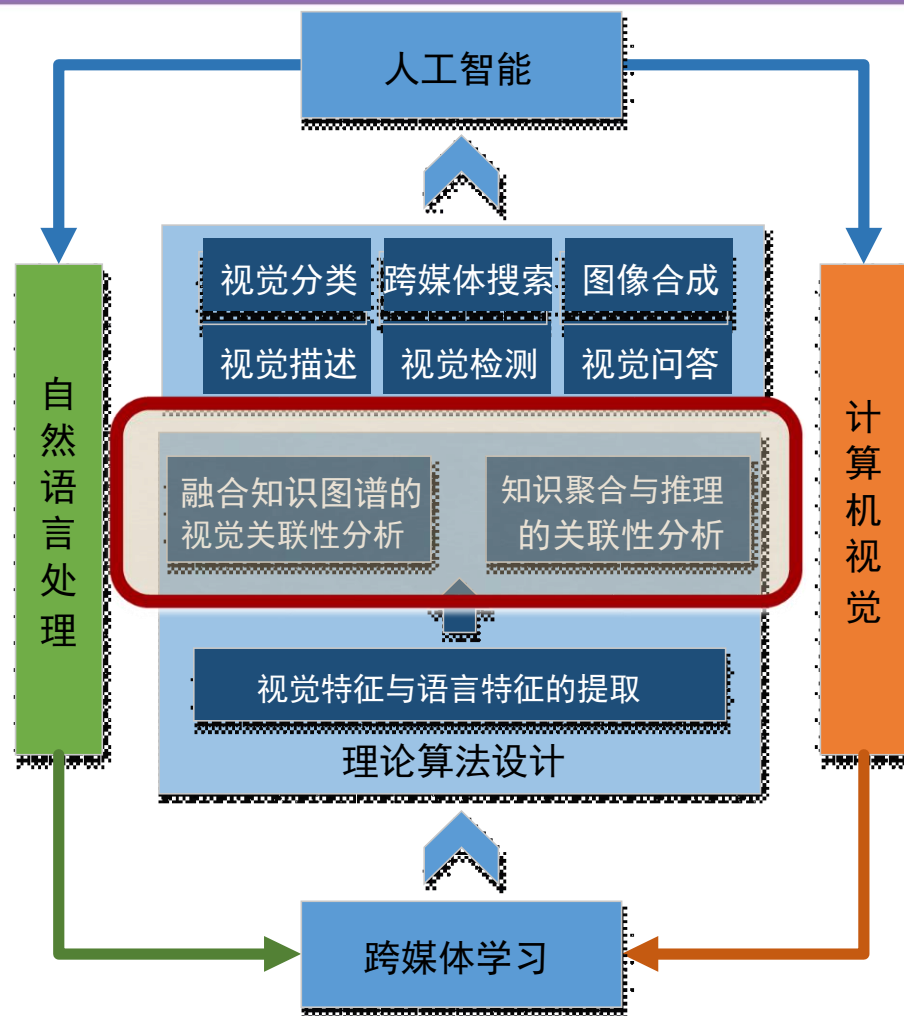 人工智能
视觉分类
跨媒体搜索
图像合成
视觉描述
视觉检测
视觉问答
自然语言处理
计算机视觉
融合知识图谱的
视觉关联性分析
知识聚合与推理
的关联性分析
视觉特征与语言特征的提取
理论算法设计
跨媒体学习